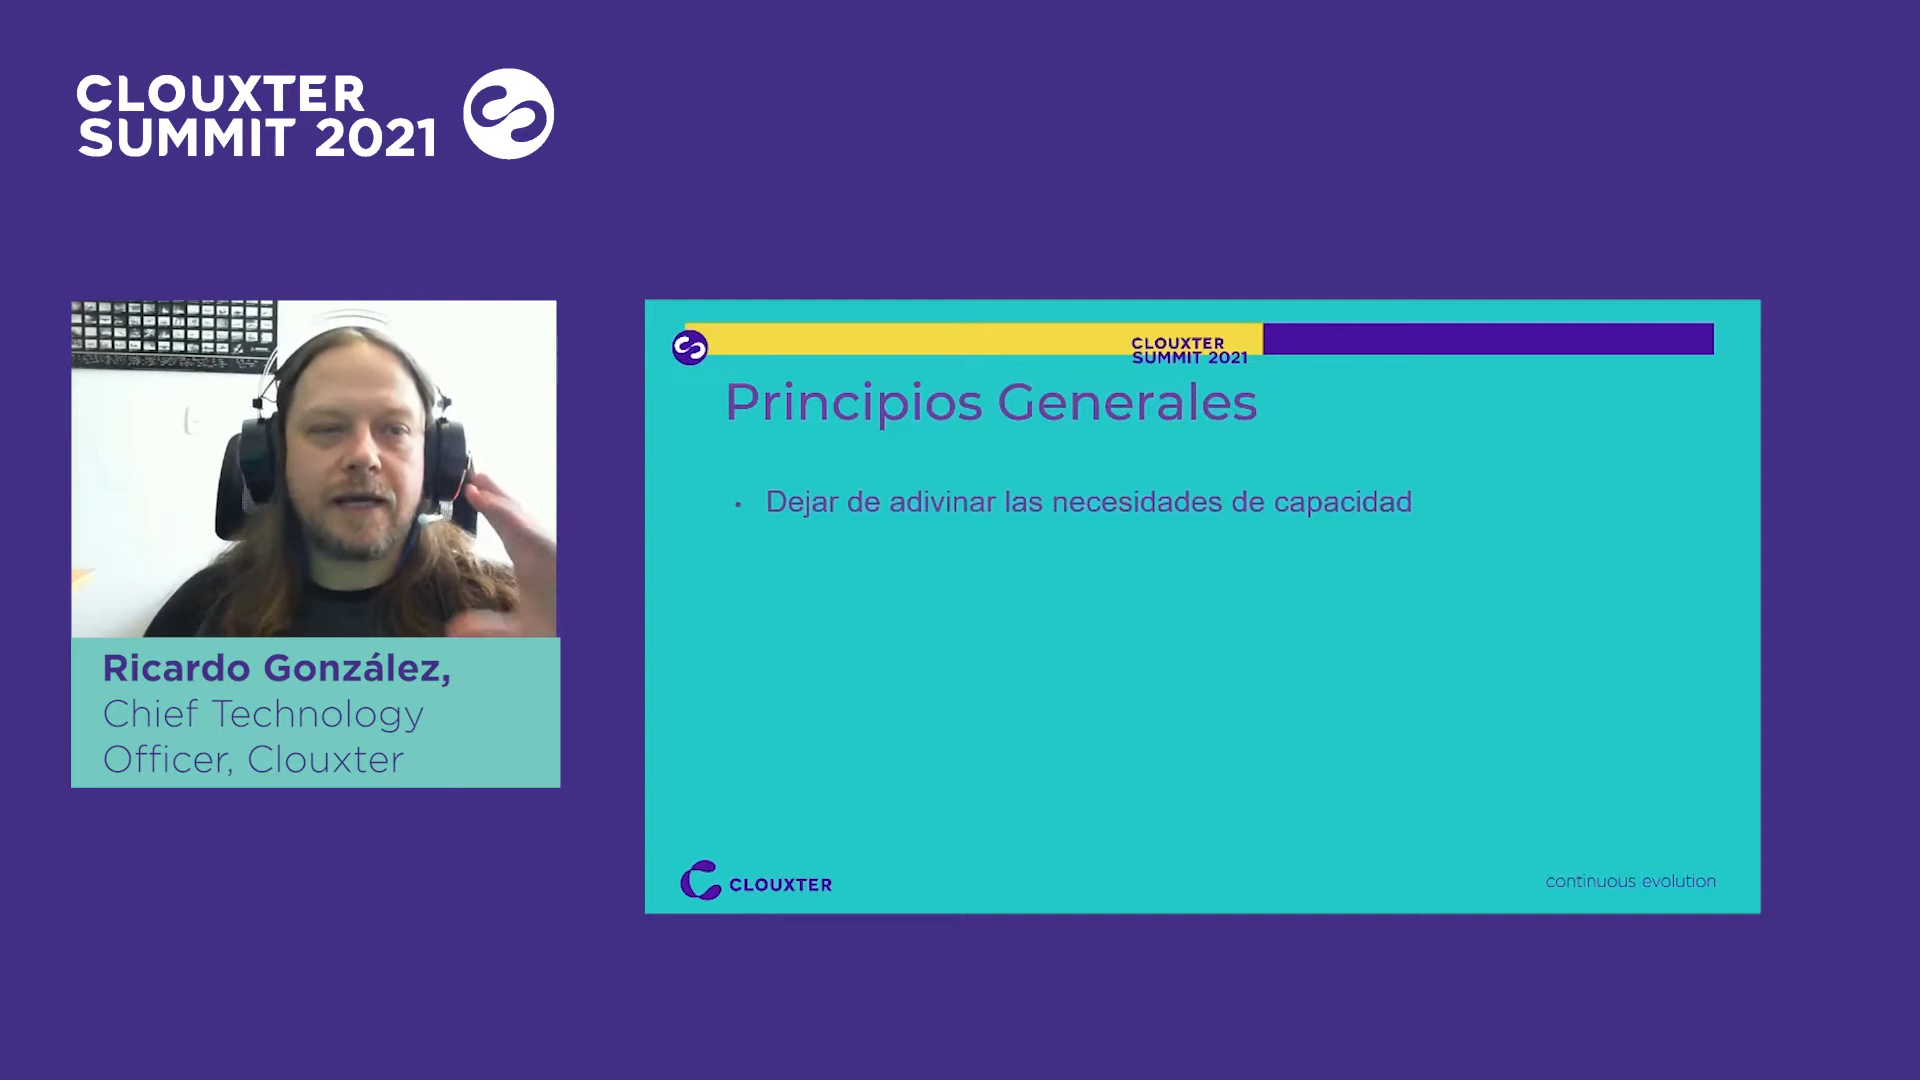 CLOUXTER
SUMMIT 2021
Ricardo González,
Chief Technology
Officer, Clouxter
CLOUXTER
SUMMIT 2021
Principios Generales
· Dejar de adivinar las necesidades de capacidad
CLOUXTER
continuous evolution